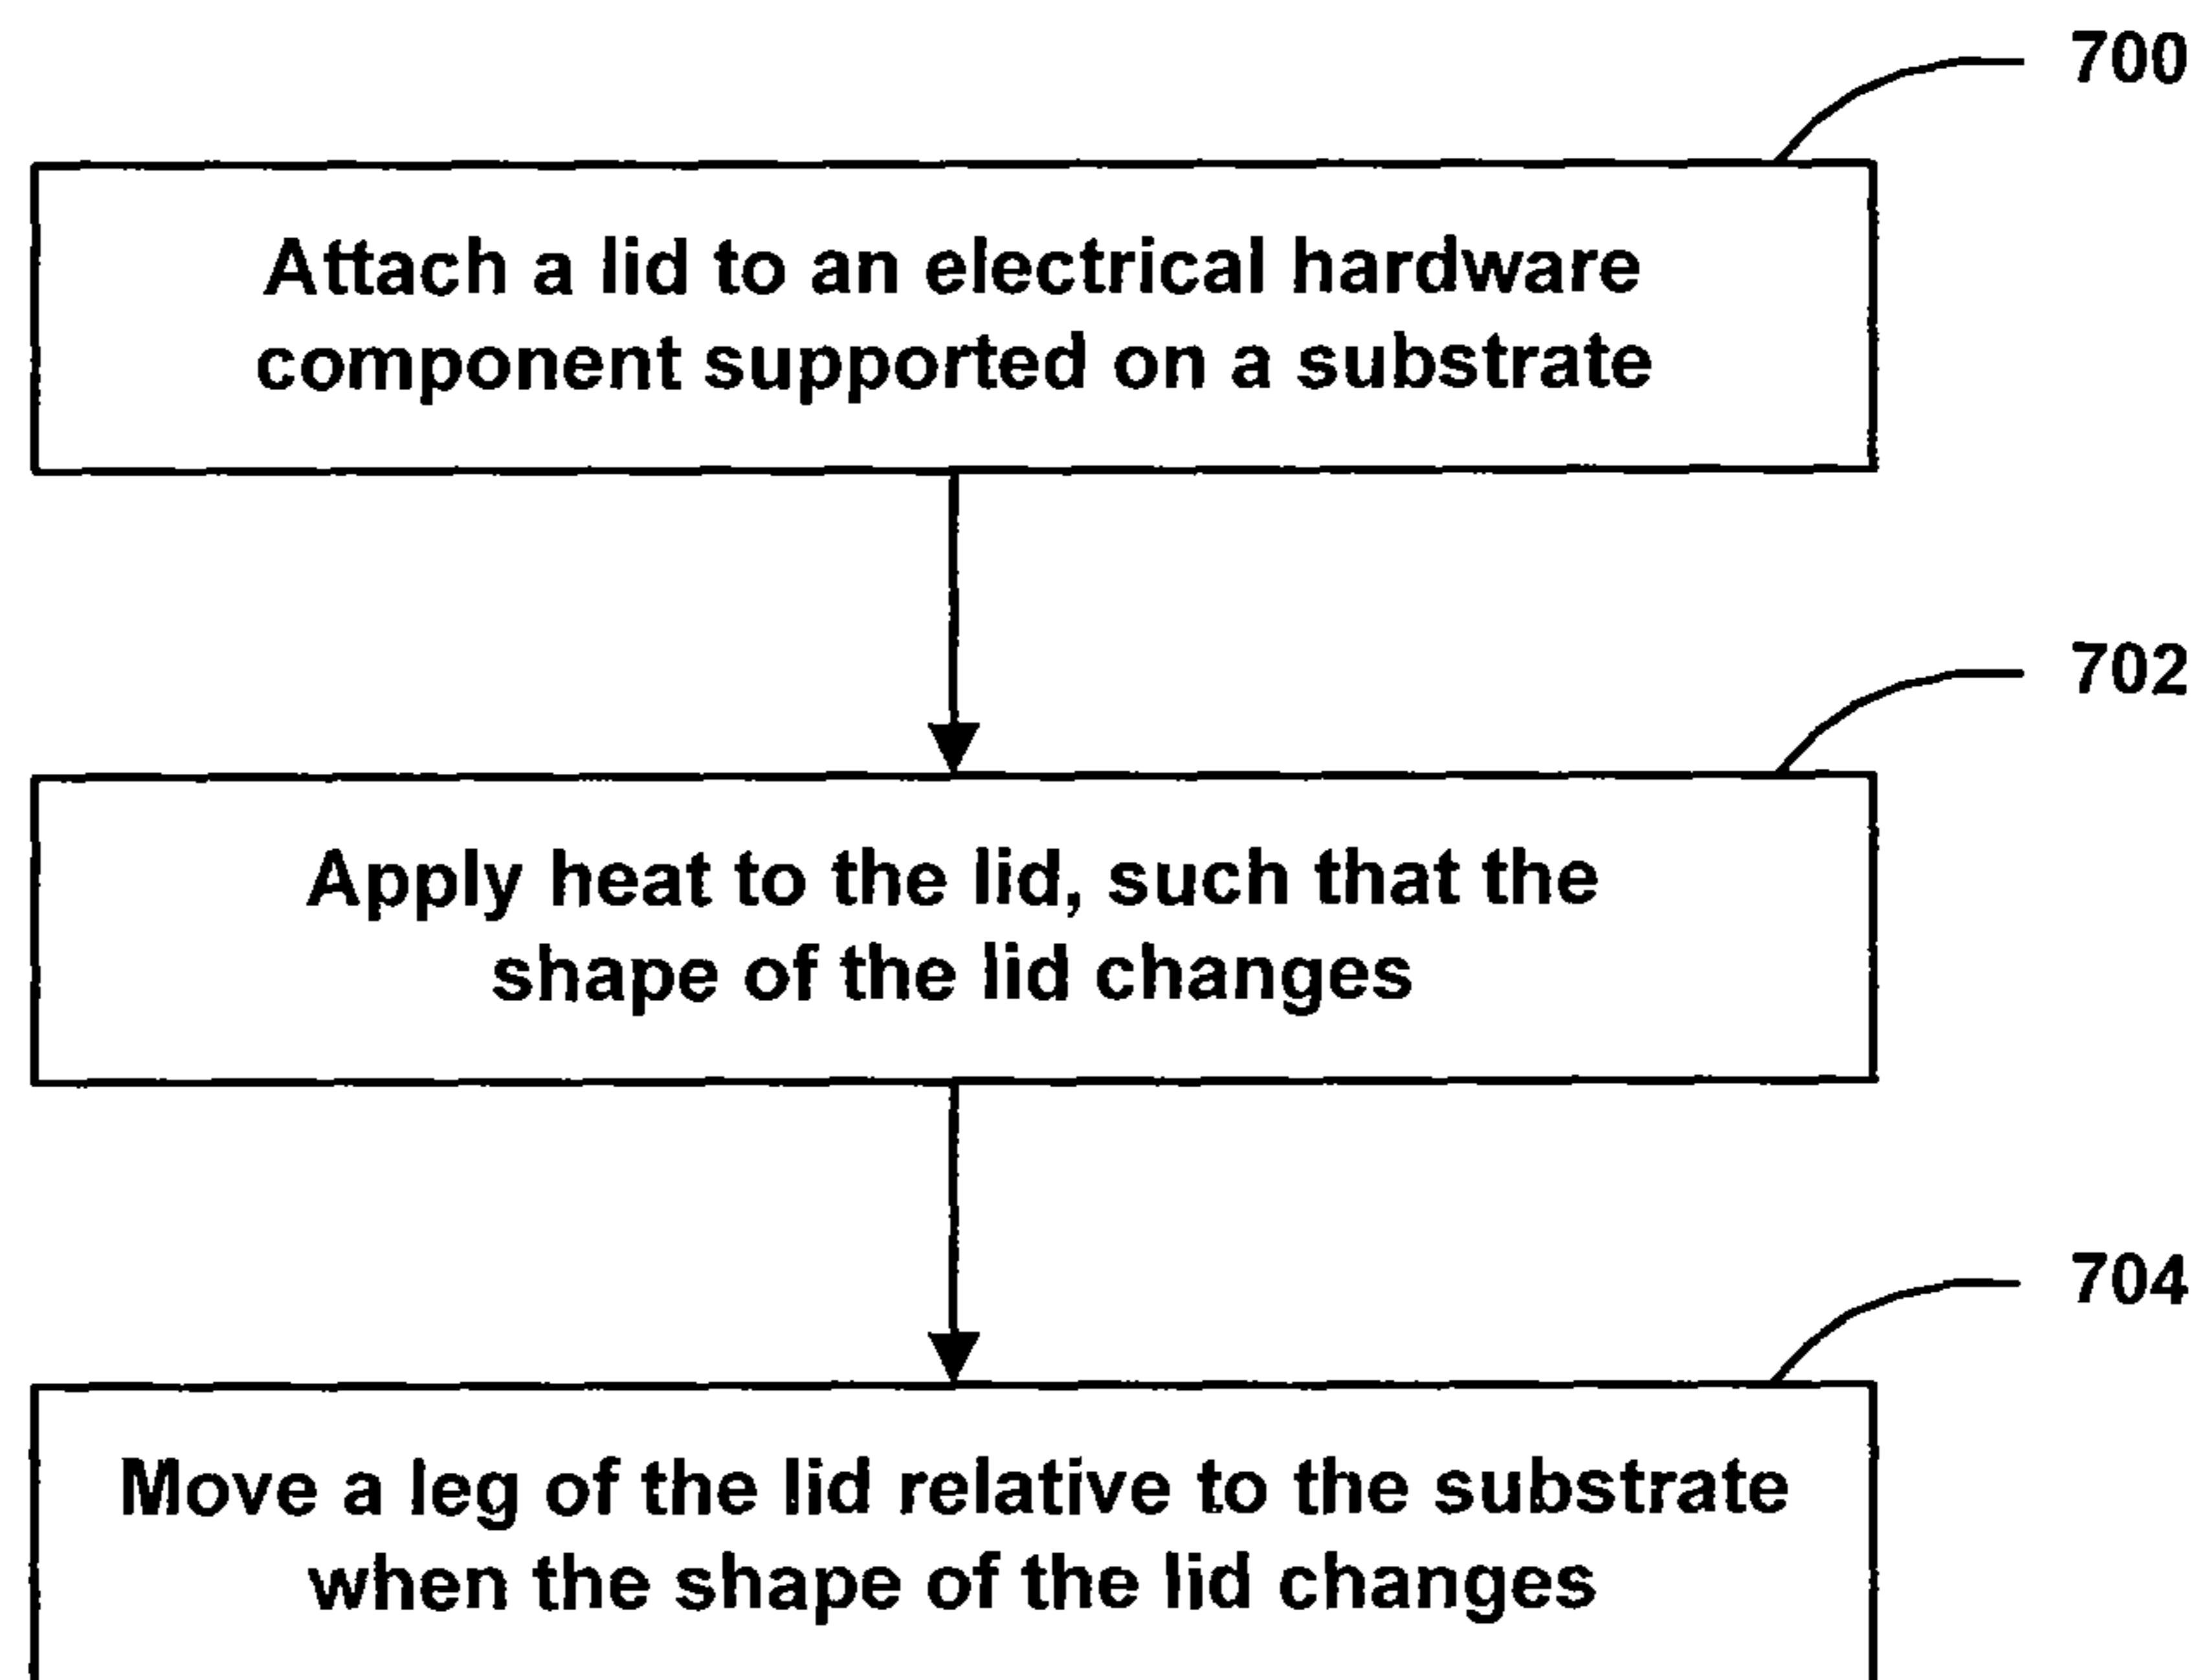 700
Attach a lid to an electrical hardware
component supported on a substrate
702
Apply heat to the lid, such that the
shape of the lid changes
704
Move a leg of the lid relative to the substrate
when the shape of the lid changes